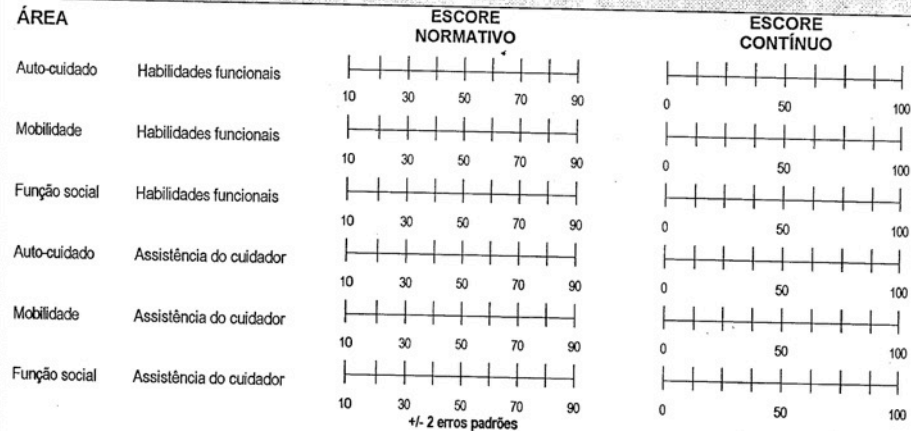 ÁREA ESCORE NORMATIVO ESCORE CONTÍNUO
Auto-cuidado Habilidades funcionais
10 30 50 70 90 0 50 100
Mobilidade Habilidades funcionais
10 30 50 70 90 0 50 100
Função social Habilidades funcionais
10 30 50 70 90 0 50 100
Auto-cuidado Assistência do cuidador
10 30 50 70 90 0 50 100
Mobilidade Assistência do cuidador
10 30 50 70 90 0 50 100
Função social Assistência do cuidador
10 30 50 70 90 0 50 100
+/- 2 erros padrões